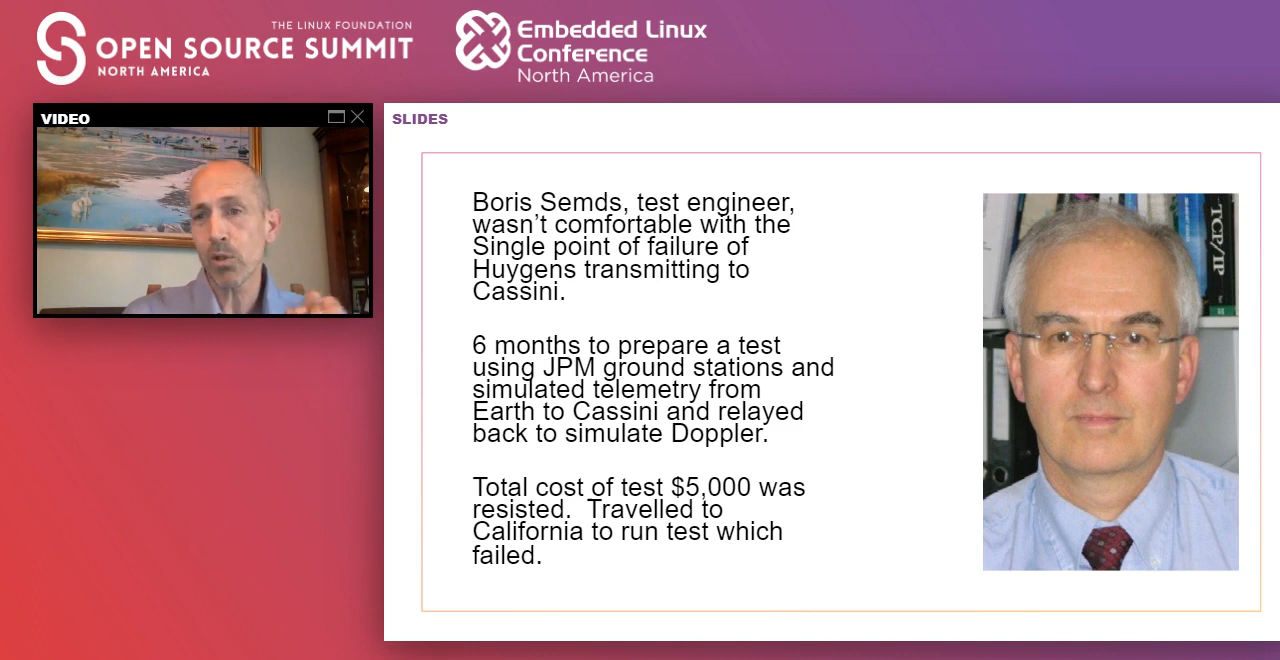 THE LINUX FOUNDATION
OPEN SOURCE SUMMIT
NORTH AMERICA
Embedded Linux
Conference
North America
VIDEO
SLIDES
Boris Semds, test engineer,
wasn’t comfortable with the
Single point of failure of
Huygens transmitting to
Cassini.
6 months to prepare a test
using JPM ground stations and
simulated telemetry from
Earth to Cassini and relayed
back to simulate Doppler.
Total cost of test $5,000 was
resisted.  Travelled to
California to run test which
failed.
TCP/IP